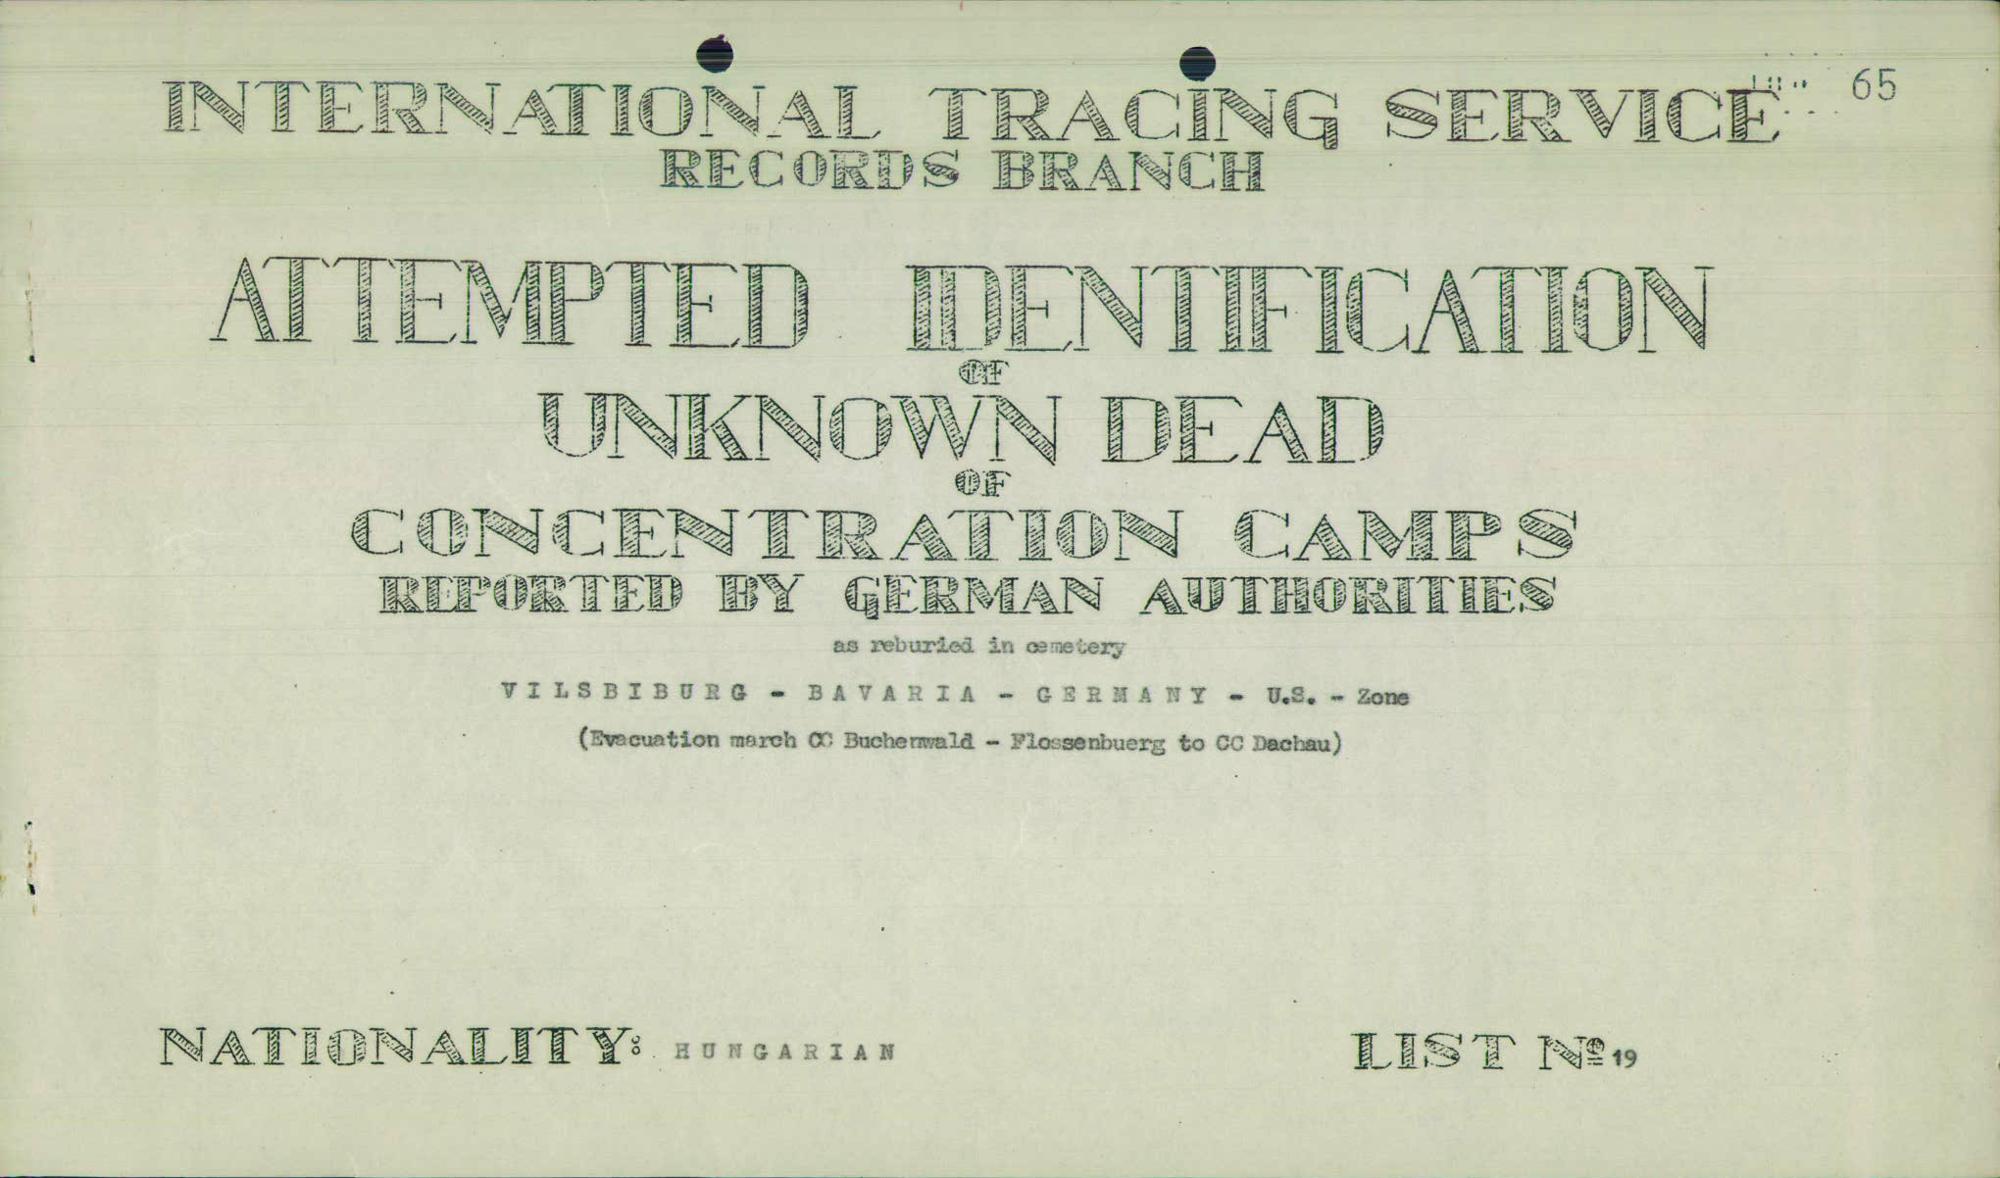 65
INTERNATIONAL TRACING SERVICE
RECORDS BRANCH
ATTEMPTED IDENTIFICATION
OF
UNKNOWN DEAD
OF
CONCENTRATION CAMPS
REPORTED BY GERMAN AUTHORITIES
as reburied in cemetery
VILSBIBURG - BAVARIA - GERMANY - U.S. - Zone
(Evacuation march CC Buchenwald - Flossenbuerg to CC Dachau)
NATIONALITY: HUNGARIAN
LIST Nº 19